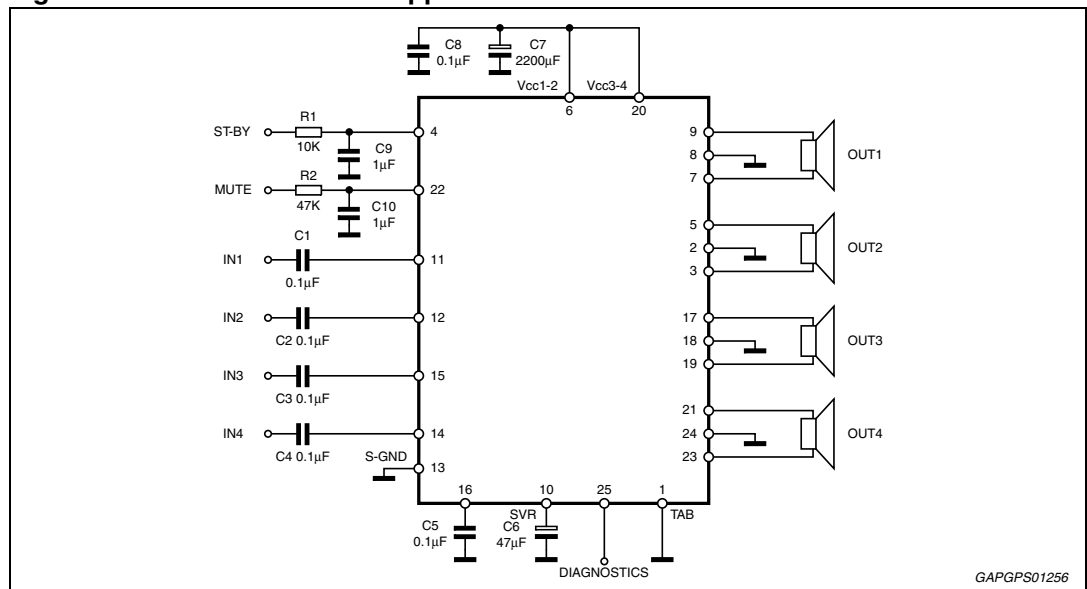 C8
0.1µF
C7
2200µF
Vcc1-2
Vcc3-4
6
20
ST-BY
R1
10K
4
C9
1µF
MUTE
R2
47K
22
C10
1µF
IN1
C1
0.1µF
11
IN2
C2 0.1µF
12
IN3
C3 0.1µF
15
IN4
C4 0.1µF
14
S-GND
13
9
8
7
OUT1
5
2
3
OUT2
17
18
19
OUT3
21
24
23
OUT4
16
10
25
1
SVR
TAB
C5
0.1µF
C6
47µF
DIAGNOSTICS
GAPGPS01256